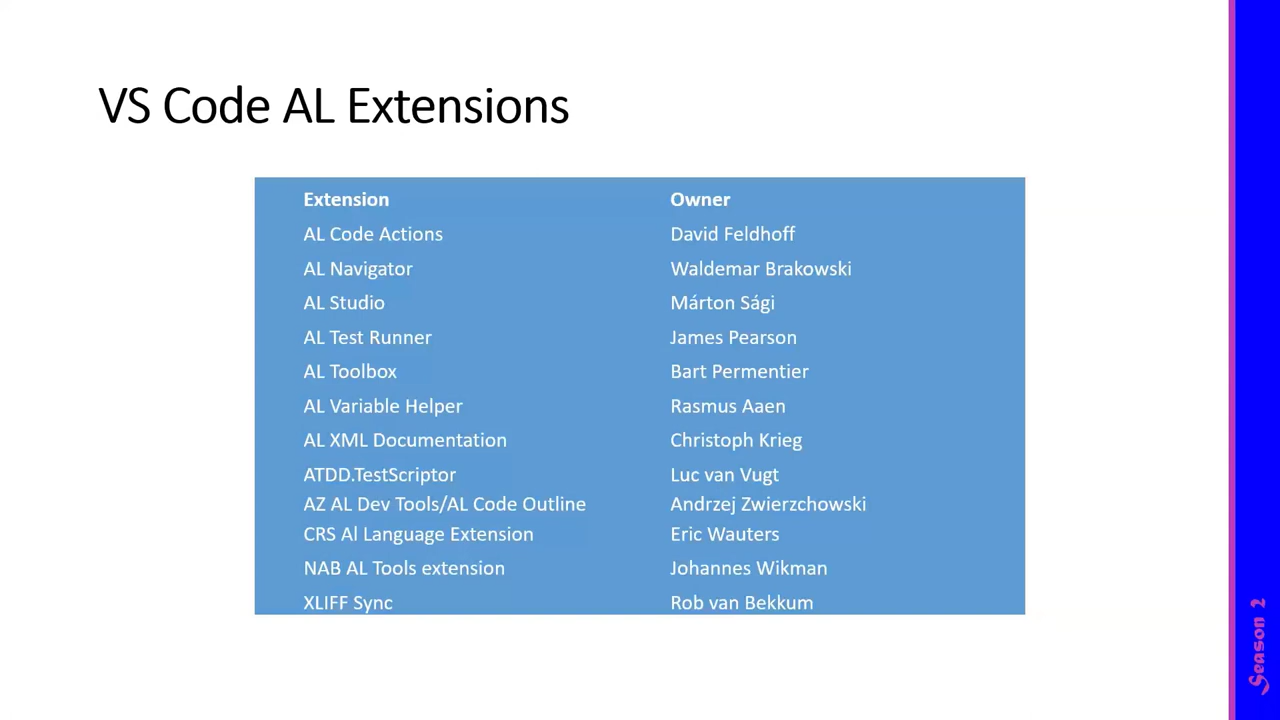 VS Code AL Extensions
Extension Owner
AL Code Actions David Feldhoff
AL Navigator Waldemar Brakowski
AL Studio Márton Sági
AL Test Runner James Pearson
AL Toolbox Bart Permentier
AL Variable Helper Rasmus Aaen
AL XML Documentation Christoph Krieg
ATDD.TestScriptor Luc van Vugt
AZ AL Dev Tools/AL Code Outline Andrzej Zwierzchowski
CRS Al Language Extension Eric Wauters
NAB AL Tools extension Johannes Wikman
XLIFF Sync Rob van Bekkum
Season 2